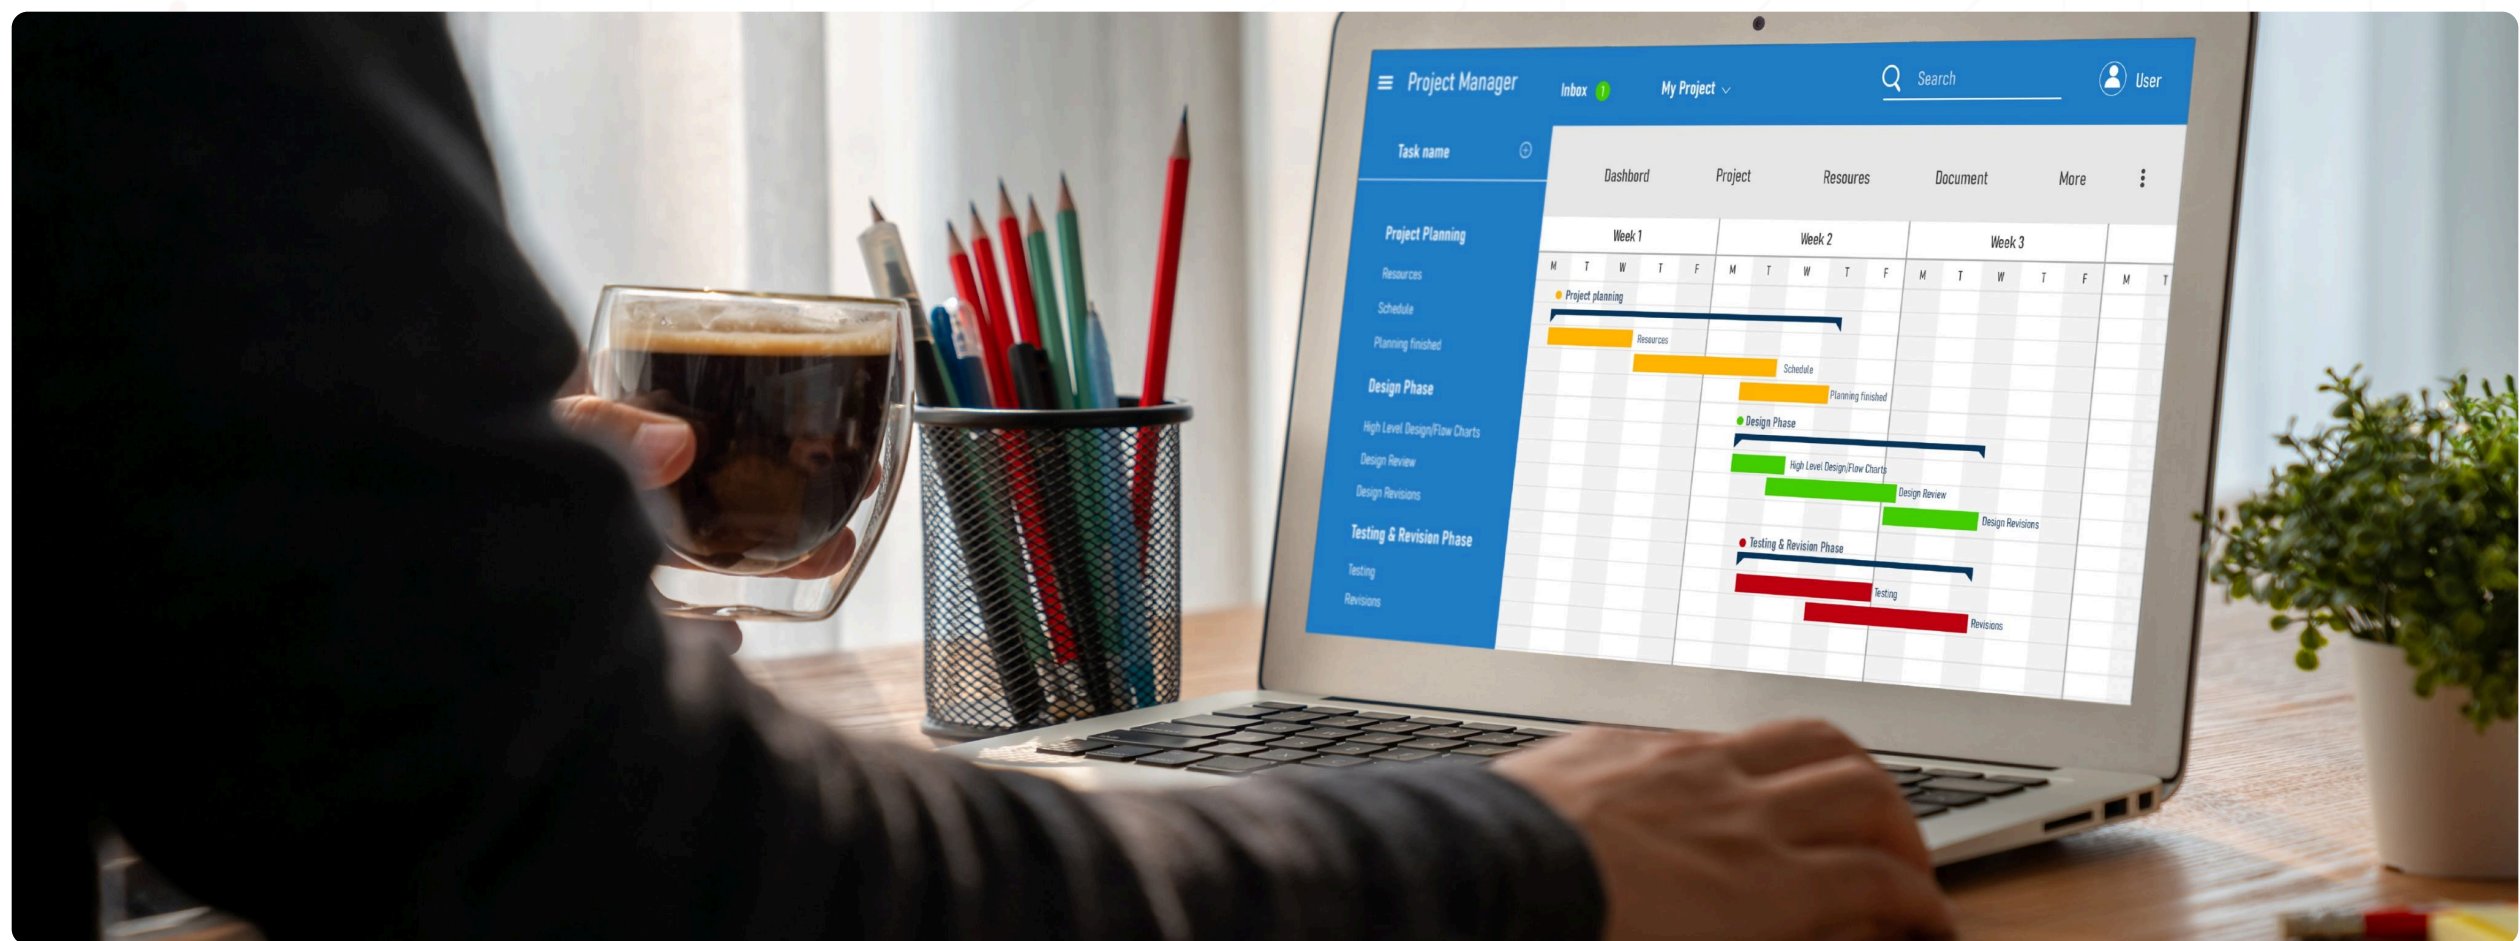 Project Manager
Inbox 1
My Project
Search
User
Task name
Dashbord
Project
Resoures
Document
More
Project Planning
Resources
Schedule
Planning finished
Design Phase
High Level Design/Flow Charts
Design Review
Design Revisions
Testing & Revision Phase
Testing
Revisions
Week 1
Week 2
Week 3
M T W T F M T W T F M T W T F M T
Project planning
Resources
Schedule
Planning finished
Design Phase
High Level Design/Flow Charts
Design Review
Design Revisions
Testing & Revision Phase
Testing
Revisions